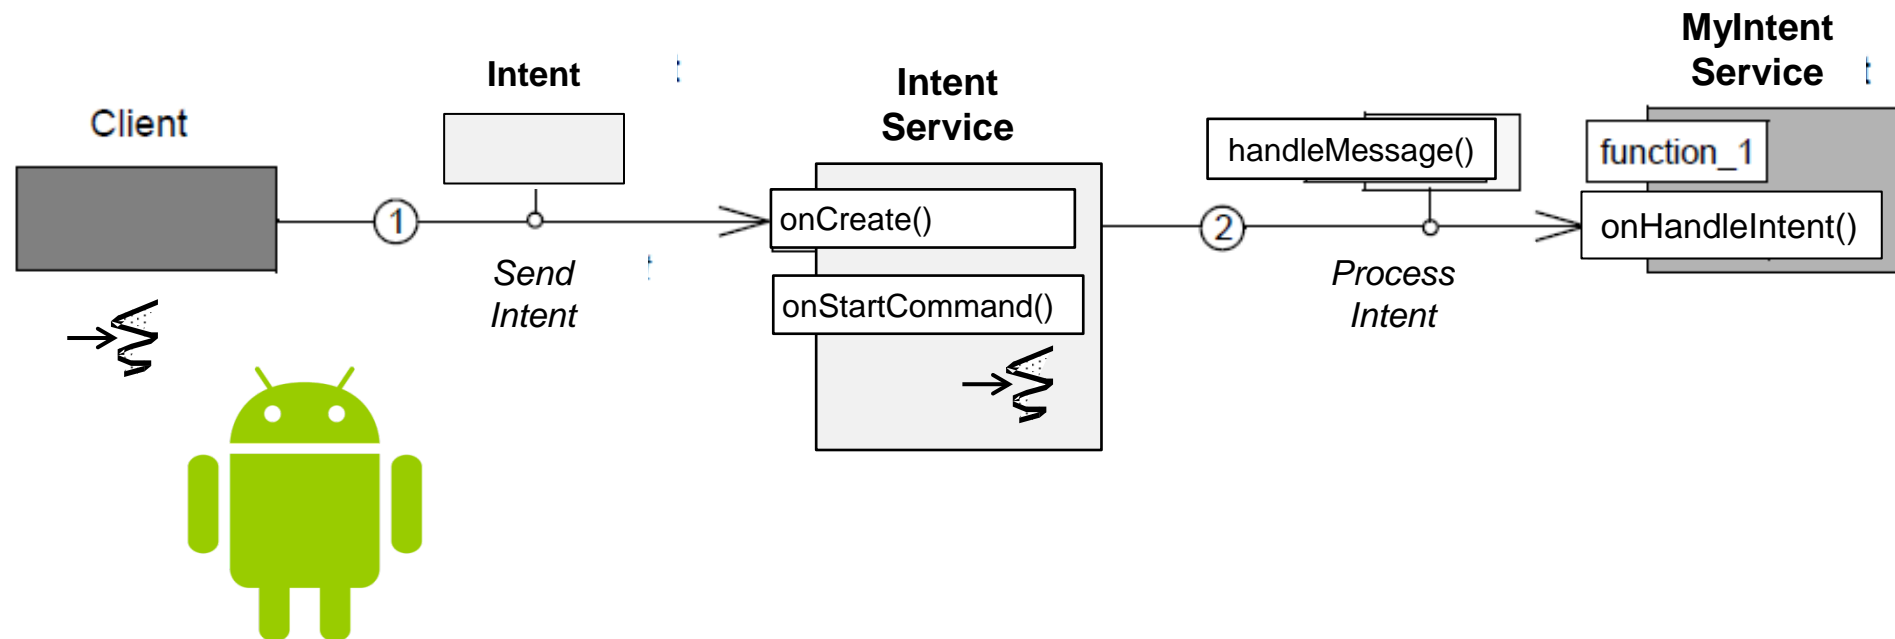 Client
Intent
1
Send
Intent
Intent
Service
onCreate()
onStartCommand()
2
handleMessage()
Process
Intent
MyIntent
Service
function_1
onHandleIntent()